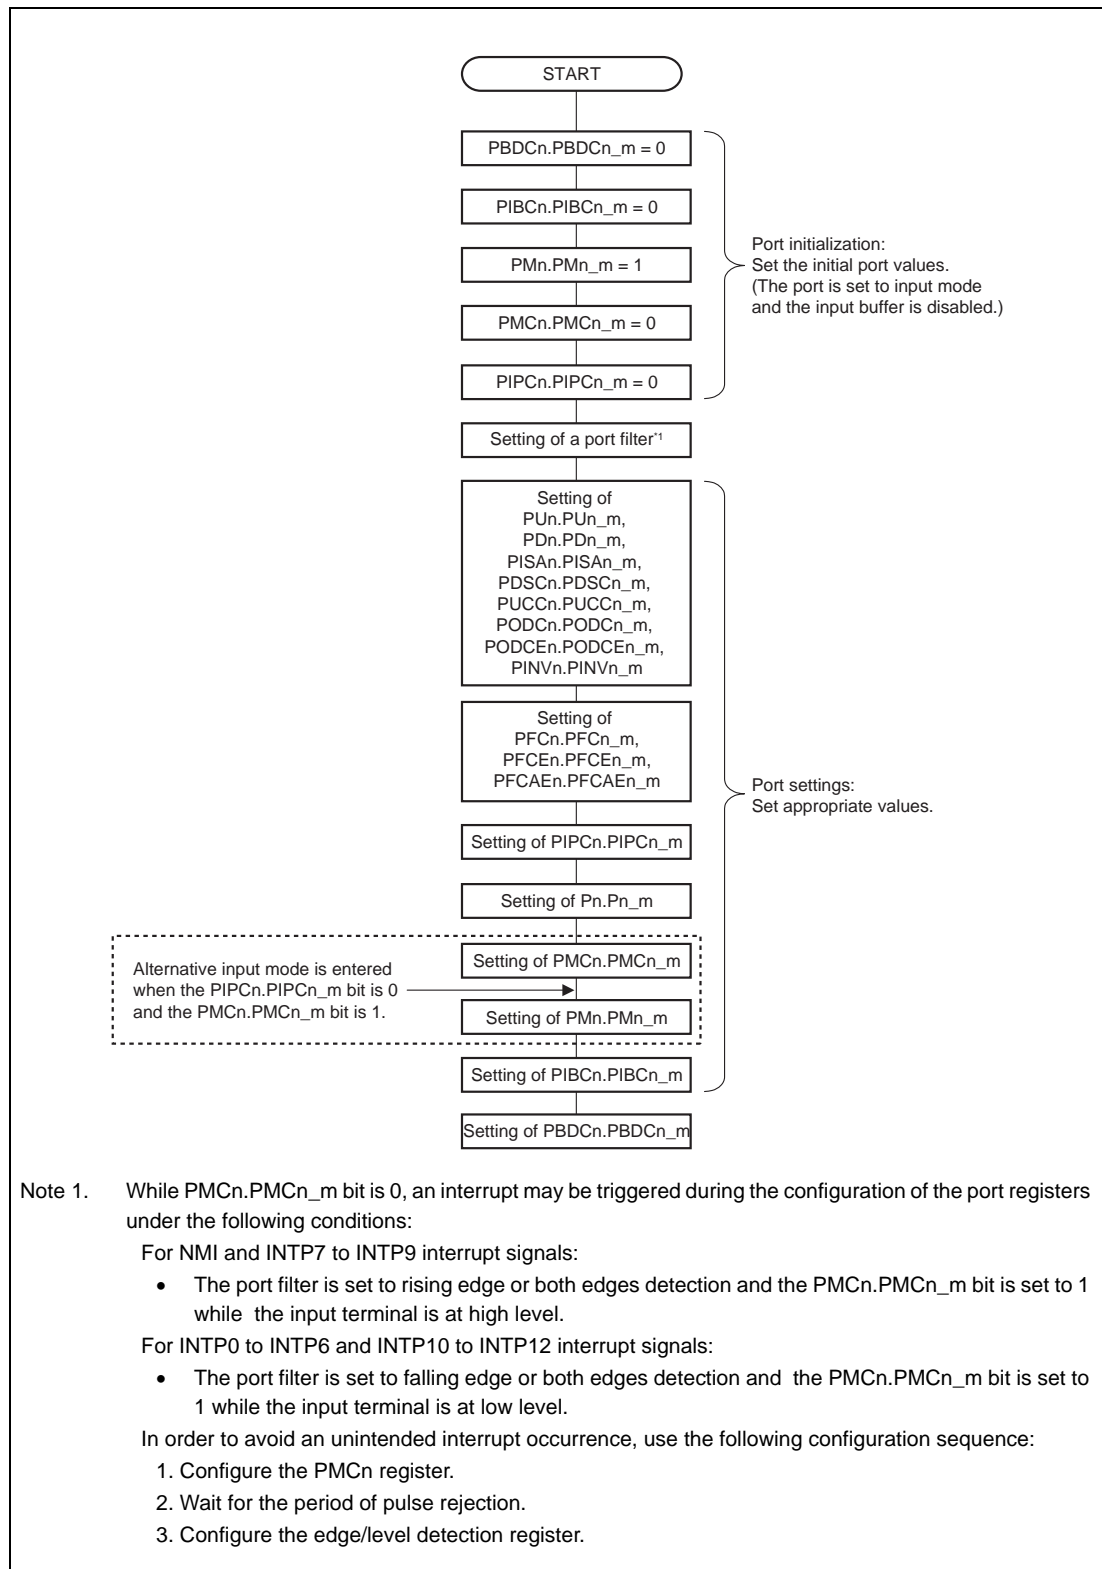 START
PBDCn.PBDCn_m = 0
PIBCn.PIBCn_m = 0
PMn.PMn_m = 1
PMCn.PMCn_m = 0
PIPCn.PIPCn_m = 0
Port initialization:
Set the initial port values.
(The port is set to input mode
and the input buffer is disabled.)
Setting of a port filter*1
Setting of
PUn.PUn_m,
PDn.PDn_m,
PISAn.PISAn_m,
PDSCn.PDSCn_m,
PUCCn.PUCCn_m,
PODCn.PODCn_m,
PODCEn.PODCEn_m,
PINVn.PINVn_m
Setting of
PFCn.PFCn_m,
PFCEn.PFCEn_m,
PFCAEn.PFCAEn_m
Port settings:
Set appropriate values.
Setting of PIPCn.PIPCn_m
Setting of Pn.Pn_m
Setting of PMCn.PMCn_m
Alternative input mode is entered
when the PIPCn.PIPCn_m bit is 0
and the PMCn.PMCn_m bit is 1.
Setting of PMn.PMn_m
Setting of PIBCn.PIBCn_m
Setting of PBDCn.PBDCn_m
Note 1. While PMCn.PMCn_m bit is 0, an interrupt may be triggered during the configuration of the port registers
under the following conditions:
For NMI and INTP7 to INTP9 interrupt signals:
• The port filter is set to rising edge or both edges detection and the PMCn.PMCn_m bit is set to 1
while the input terminal is at high level.
For INTP0 to INTP6 and INTP10 to INTP12 interrupt signals:
• The port filter is set to falling edge or both edges detection and the PMCn.PMCn_m bit is set to
1 while the input terminal is at low level.
In order to avoid an unintended interrupt occurrence, use the following configuration sequence:
1. Configure the PMCn register.
2. Wait for the period of pulse rejection.
3. Configure the edge/level detection register.